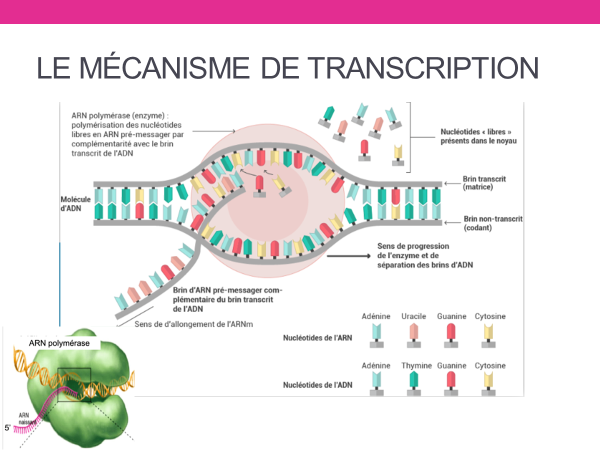 LE MÉCANISME DE TRANSCRIPTION
ARN polymérase (enzyme) :
polymérisation des nucléotides
libres en ARN pré-messager par
complémentarité avec le brin
transcrit de l'ADN
Nucléotides « libres »
présents dans le noyau
Molécule
d'ADN
Brin transcrit
(matrice)
Brin non-transcrit
(codant)
Sens de progression
de l'enzyme et de
séparation des brins d'ADN
Brin d'ARN pré-messager com-
plémentaire du brin transcrit
de l'ADN
Sens de d'allongement de l'ARNm
Adénine Uracile Guanine Cytosine
Nucléotides de l'ARN
Adénine Thymine Guanine Cytosine
Nucléotides de l'ADN
ARN polymérase
ARN
naissant
5'